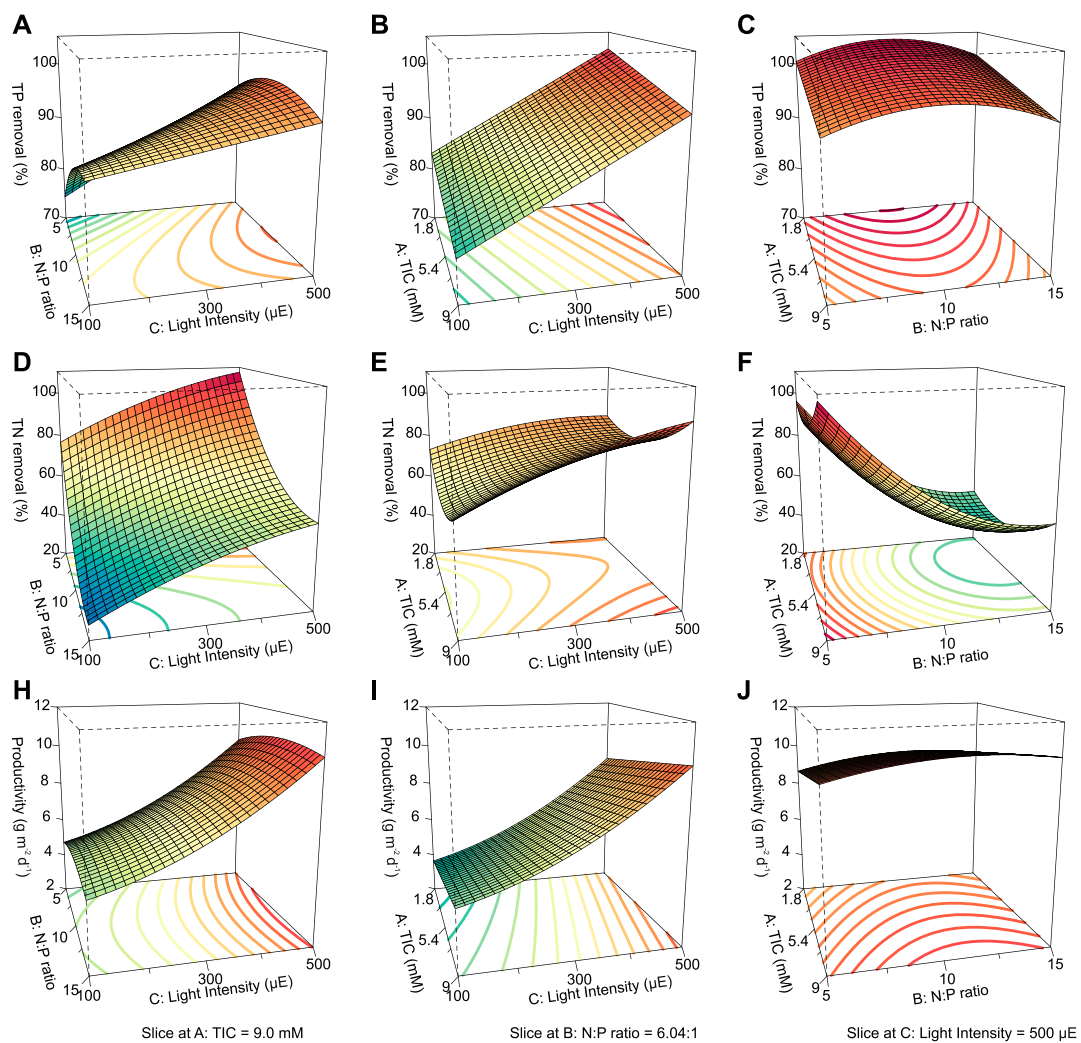 A
100
90
80
70
TP removal (%)
5
10
15
B: N:P ratio
100
300
500
C: Light Intensity (µE)
B
100
90
80
70
TP removal (%)
1.8
5.4
9
A: TIC (mM)
100
300
500
C: Light Intensity (µE)
C
100
90
80
70
TP removal (%)
1.8
5.4
9
A: TIC (mM)
5
10
15
B: N:P ratio
D
100
80
60
40
20
TN removal (%)
5
10
15
B: N:P ratio
100
300
500
C: Light Intensity (µE)
E
100
80
60
40
20
TN removal (%)
1.8
5.4
9
A: TIC (mM)
100
300
500
C: Light Intensity (µE)
F
100
80
60
40
20
TN removal (%)
1.8
5.4
9
A: TIC (mM)
5
10
15
B: N:P ratio
H
12
10
8
6
4
2
Productivity (g m⁻² d⁻¹)
5
10
15
B: N:P ratio
100
300
500
C: Light Intensity (µE)
I
12
10
8
6
4
2
Productivity (g m⁻² d⁻¹)
1.8
5.4
9
A: TIC (mM)
100
300
500
C: Light Intensity (µE)
J
12
10
8
6
4
2
Productivity (g m⁻² d⁻¹)
1.8
5.4
9
A: TIC (mM)
5
10
15
B: N:P ratio
Slice at A: TIC = 9.0 mM
Slice at B: N:P ratio = 6.04:1
Slice at C: Light Intensity = 500 µE